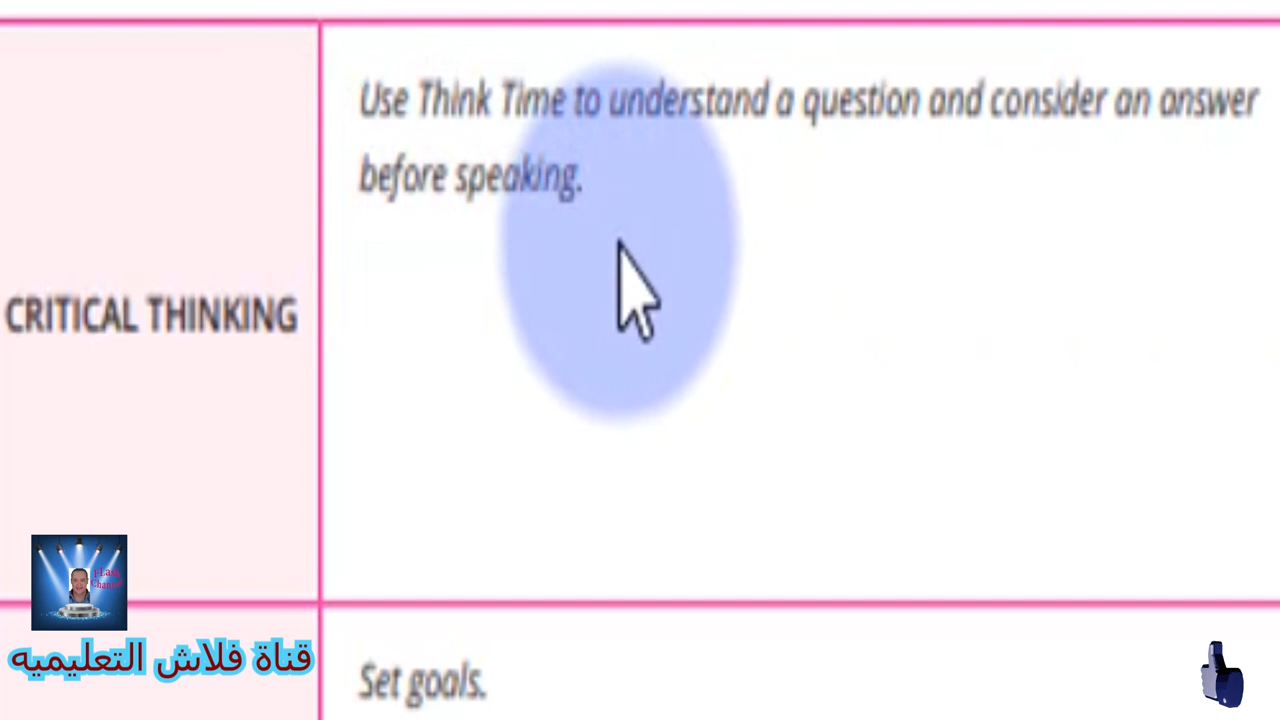 Use Think Time to understand a question and consider an answer
before speaking.
CRITICAL THINKING
قناة فلاش التعليميه
Set goals.